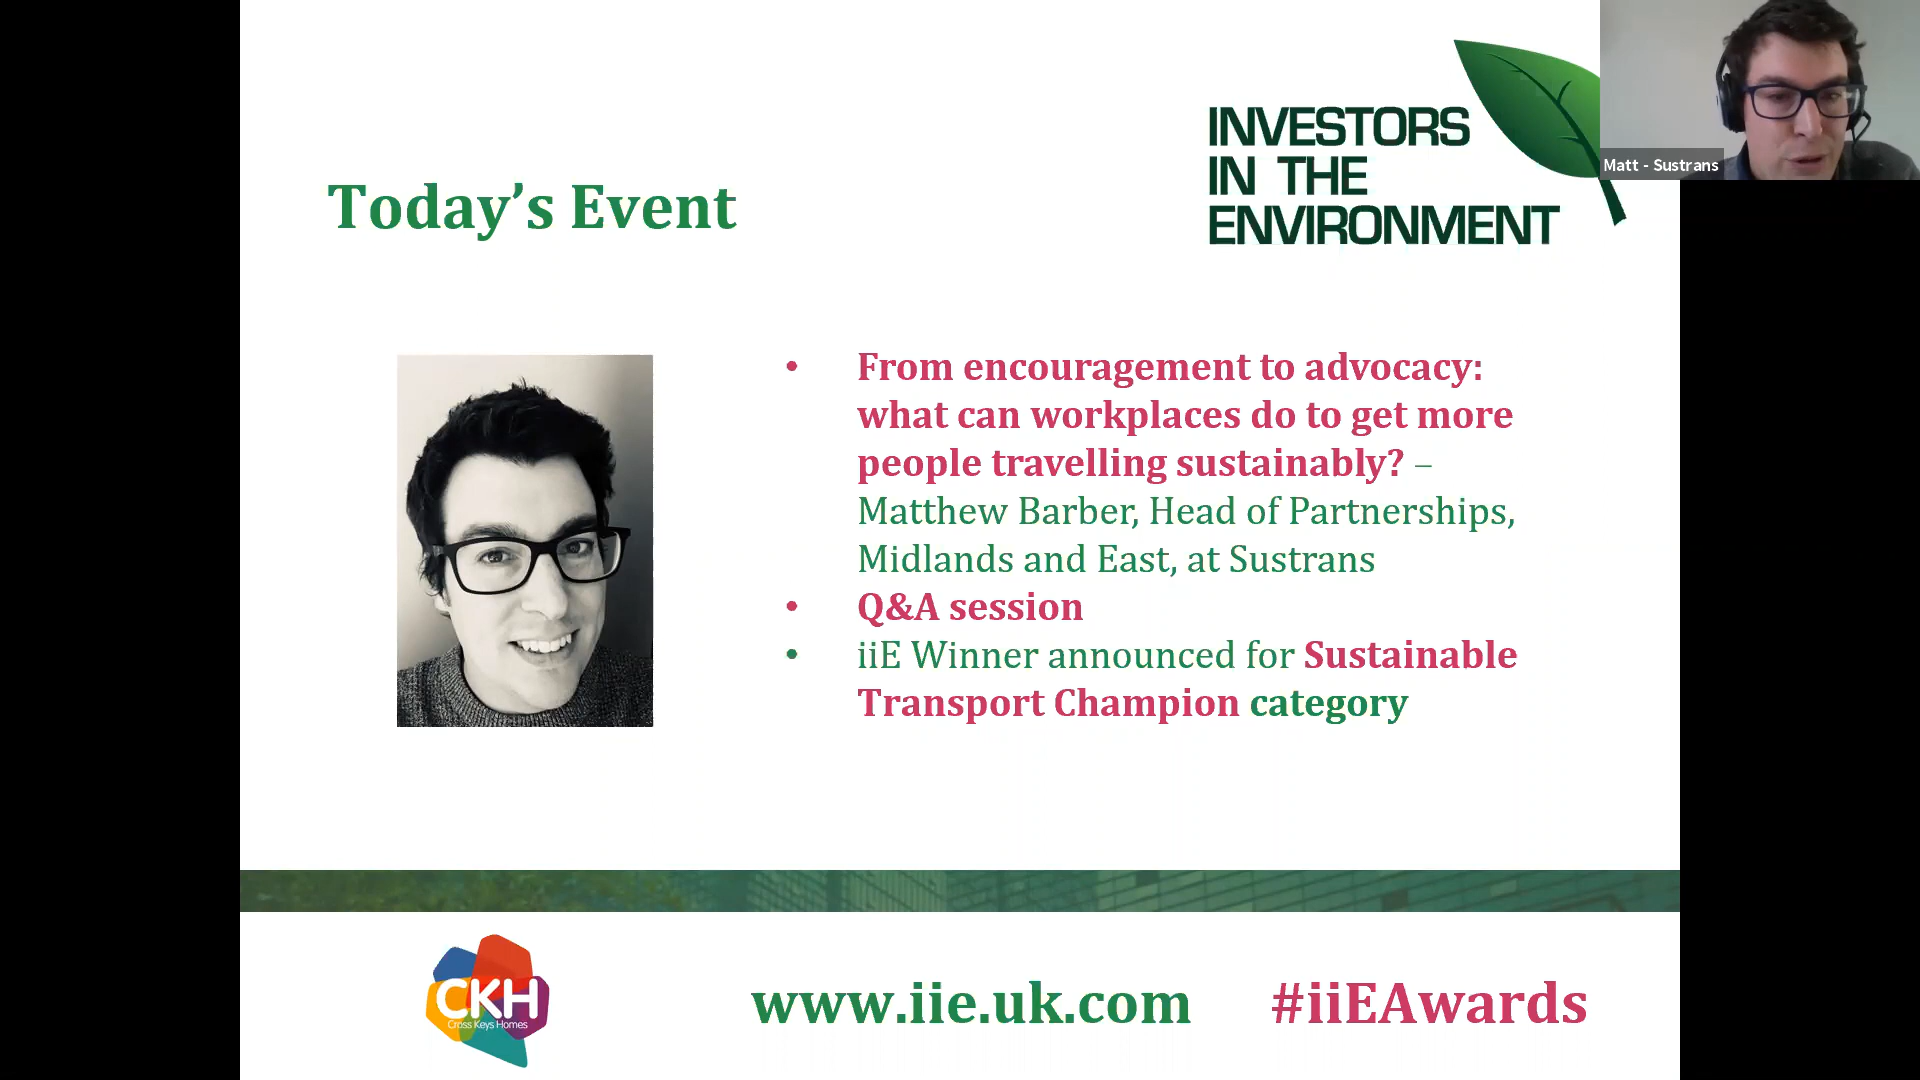 INVESTORS
IN THE
ENVIRONMENT
Matt - Sustrans
Today's Event
• From encouragement to advocacy:
what can workplaces do to get more
people travelling sustainably? –
Matthew Barber, Head of Partnerships,
Midlands and East, at Sustrans
• Q&A session
• iiE Winner announced for Sustainable
Transport Champion category
CKH
Cross Keys Homes
www.iie.uk.com
#iiEAwards